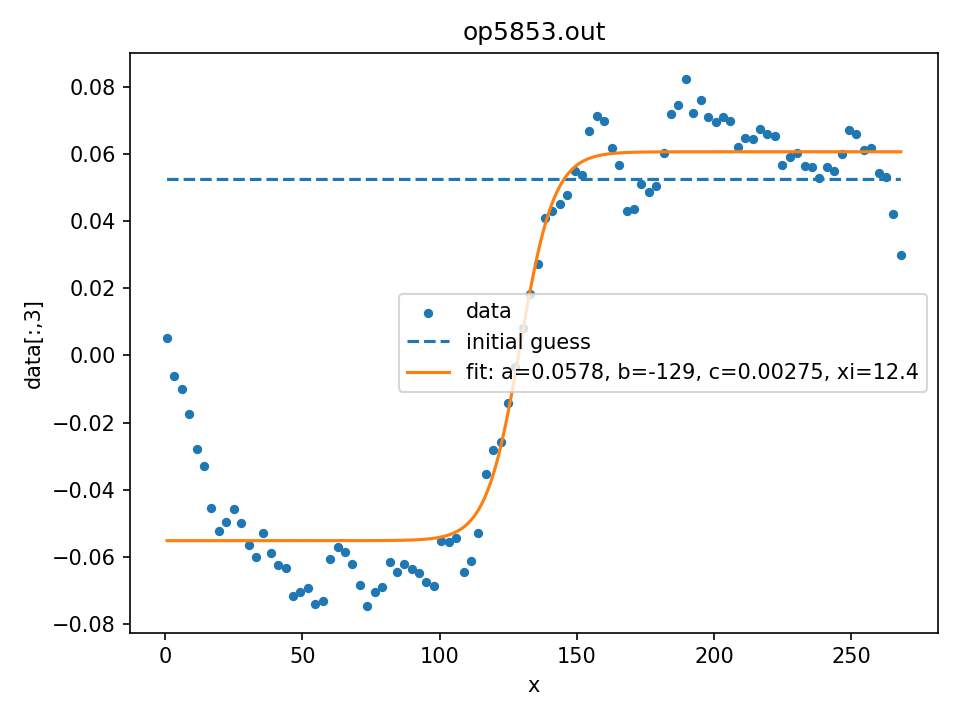 op5853.out
0.08
0.06
0.04
0.02
0.00
−0.02
−0.04
−0.06
−0.08
data[:,3]
data
initial guess
fit: a=0.0578, b=-129, c=0.00275, xi=12.4
0 50 100 150 200 250
x